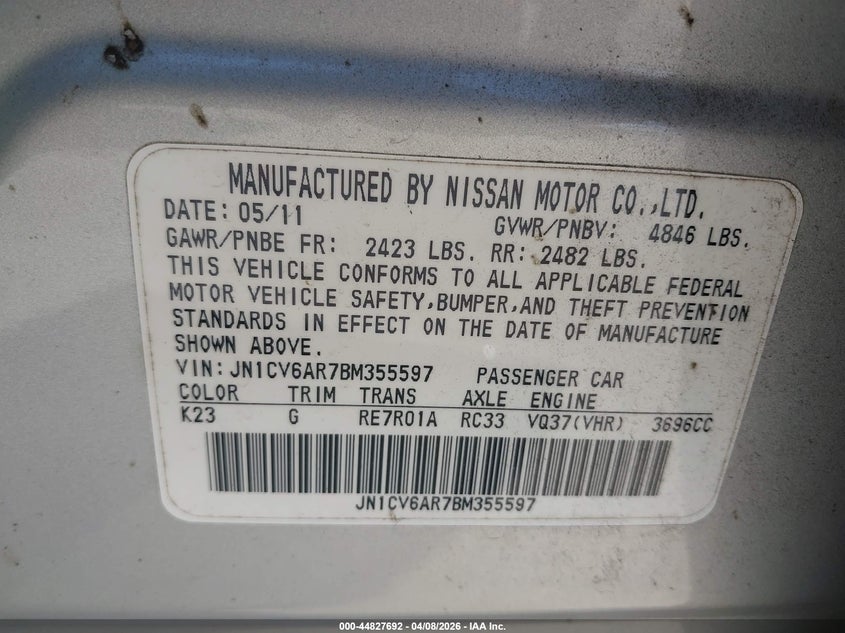 MANUFACTURED BY NISSAN MOTOR CO.,LTD.
DATE: 05/11 GVWR/PNBV: 4846 LBS.
GAWR/PNBE FR: 2423 LBS. RR: 2482 LBS.
THIS VEHICLE CONFORMS TO ALL APPLICABLE FEDERAL
MOTOR VEHICLE SAFETY,BUMPER,AND THEFT PREVENTION
STANDARDS IN EFFECT ON THE DATE OF MANUFACTURE
SHOWN ABOVE.
VIN: JN1CV6AR7BM355597 PASSENGER CAR
COLOR TRIM TRANS AXLE ENGINE
K23 G RE7R01A RC33 VQ37(VHR) 3696CC
JN1CV6AR7BM355597
000-44827692 - 04/08/2026 - IAA Inc.